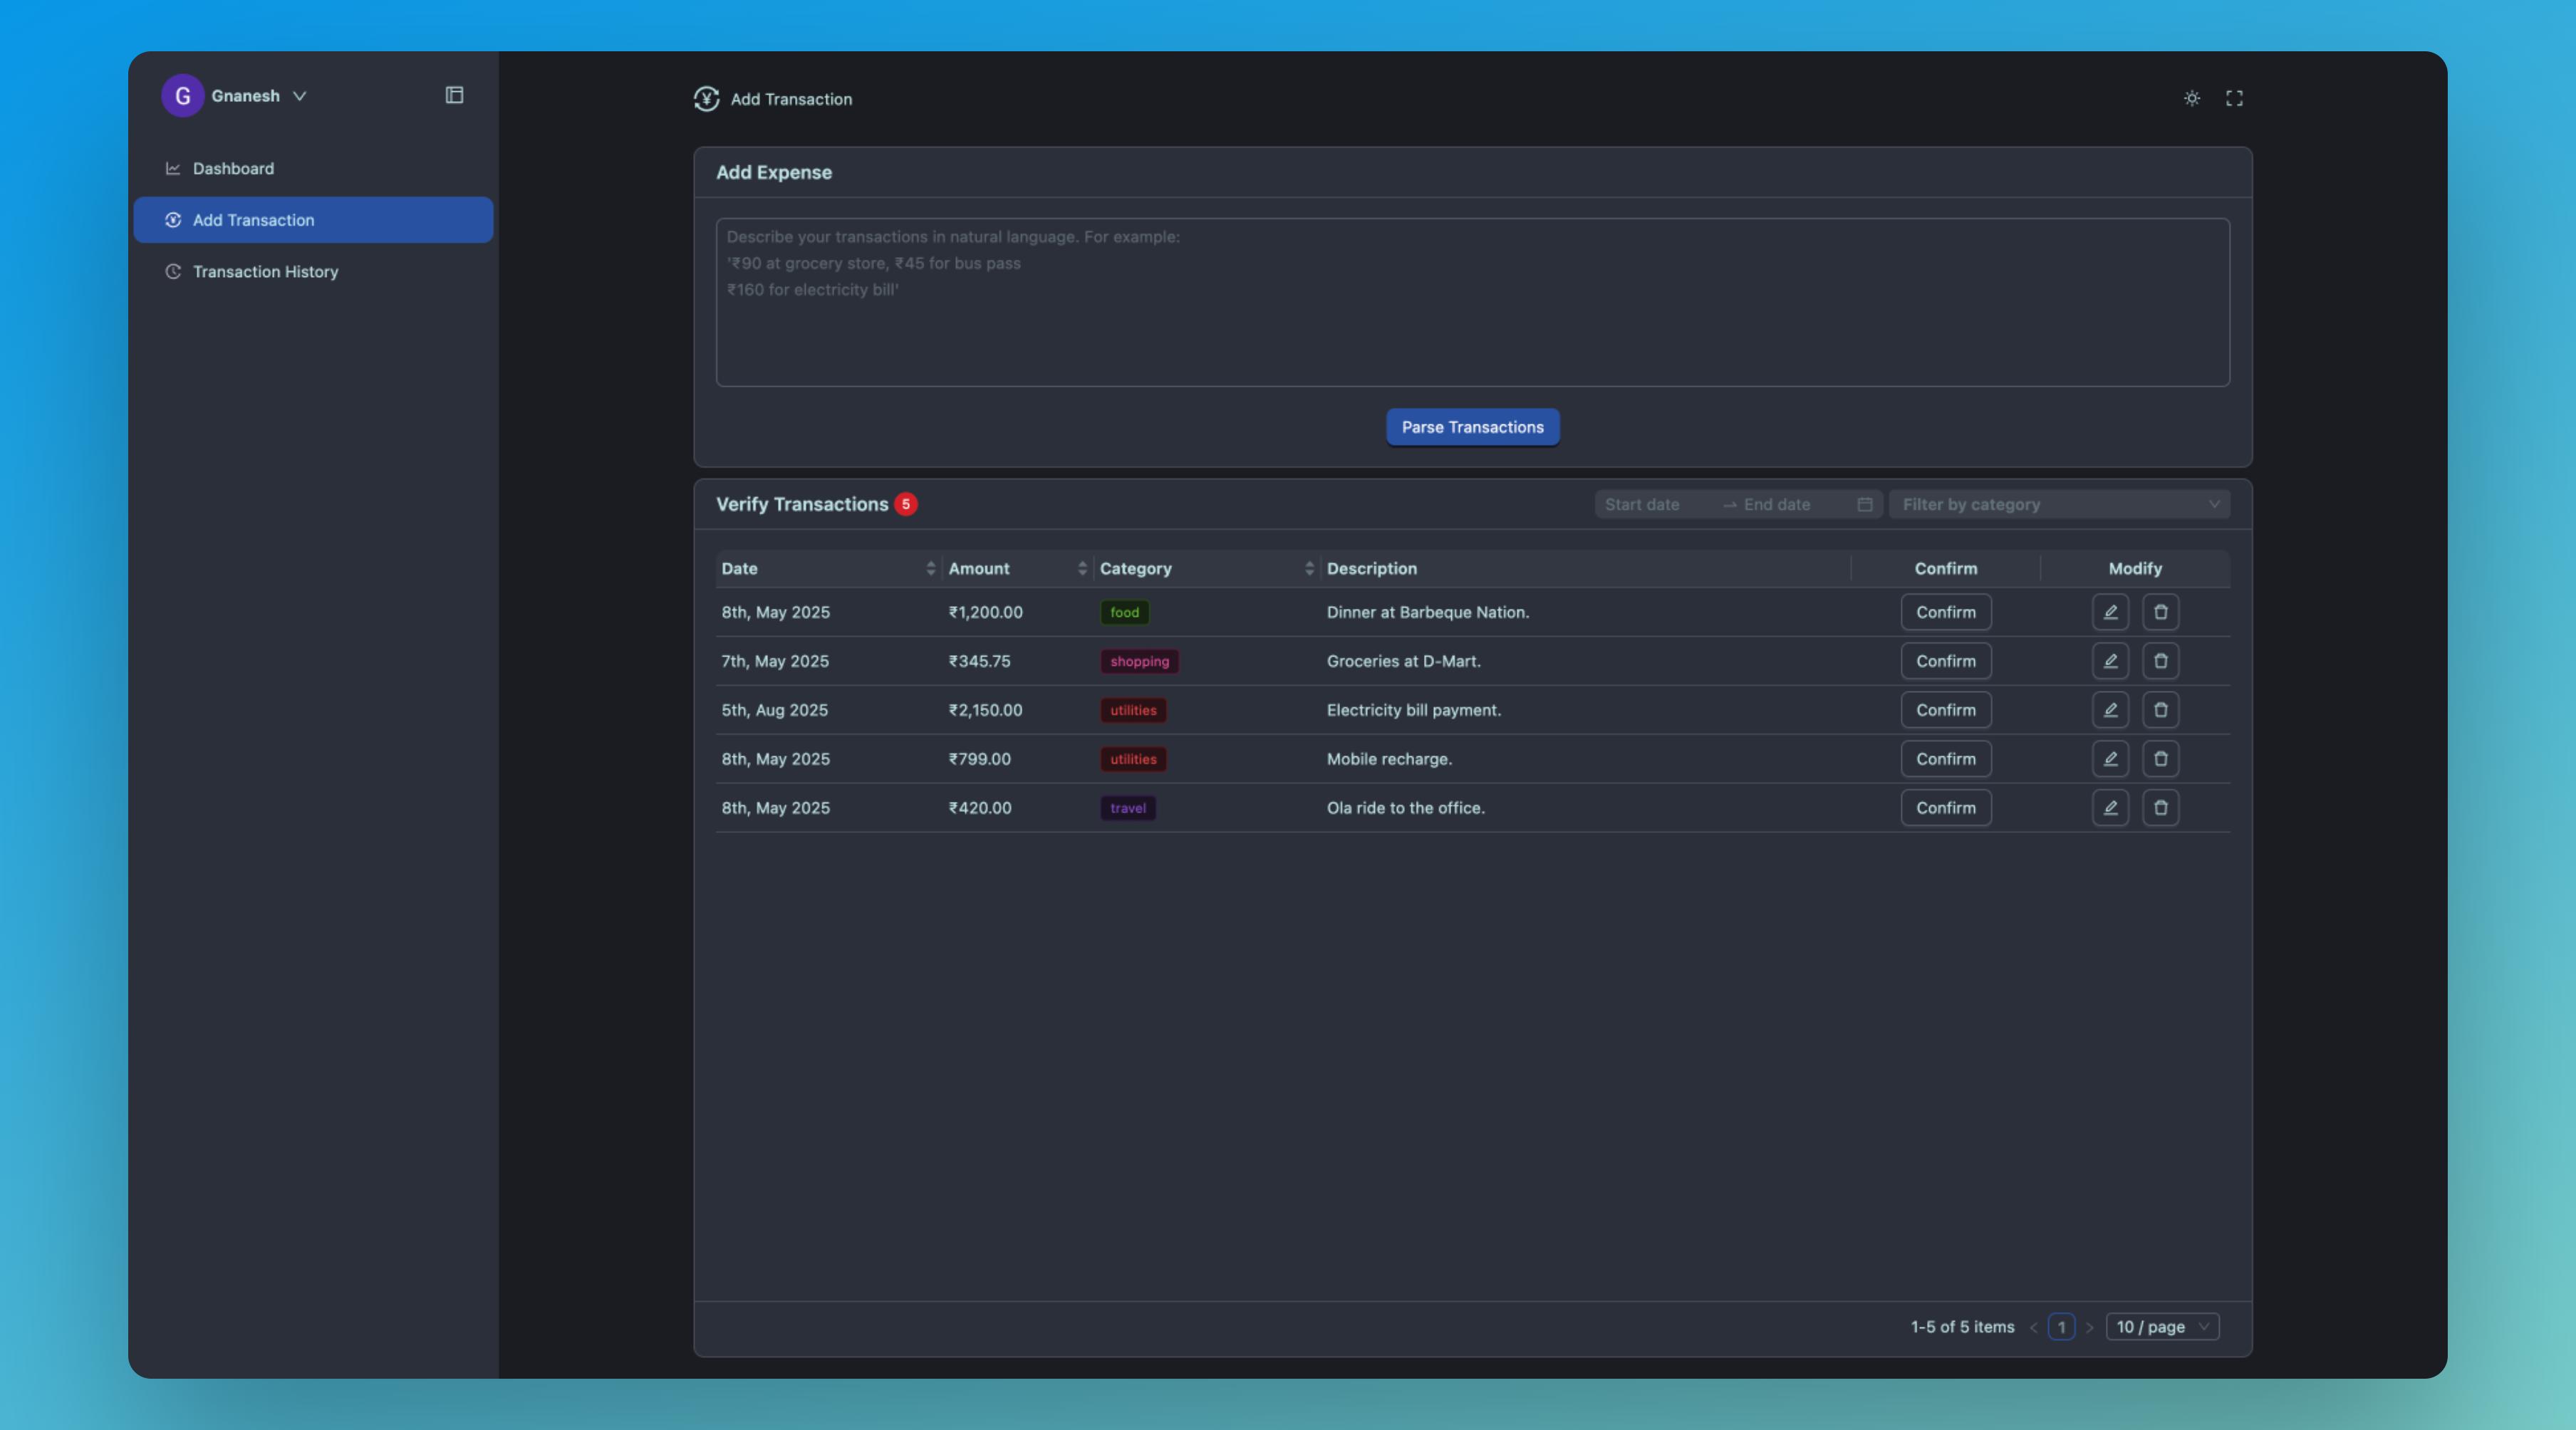 G Gnanesh
Dashboard
Add Transaction
Transaction History
Add Transaction
Add Expense
Describe your transactions in natural language. For example:
'₹90 at grocery store, ₹45 for bus pass
₹160 for electricity bill'
Parse Transactions
Verify Transactions 5 Start date End date Filter by category
Date Amount Category Description Confirm Modify
8th, May 2025 ₹1,200.00 food Dinner at Barbeque Nation. Confirm
7th, May 2025 ₹345.75 shopping Groceries at D-Mart. Confirm
5th, Aug 2025 ₹2,150.00 utilities Electricity bill payment. Confirm
8th, May 2025 ₹799.00 utilities Mobile recharge. Confirm
8th, May 2025 ₹420.00 travel Ola ride to the office. Confirm
1-5 of 5 items < 1 > 10 / page